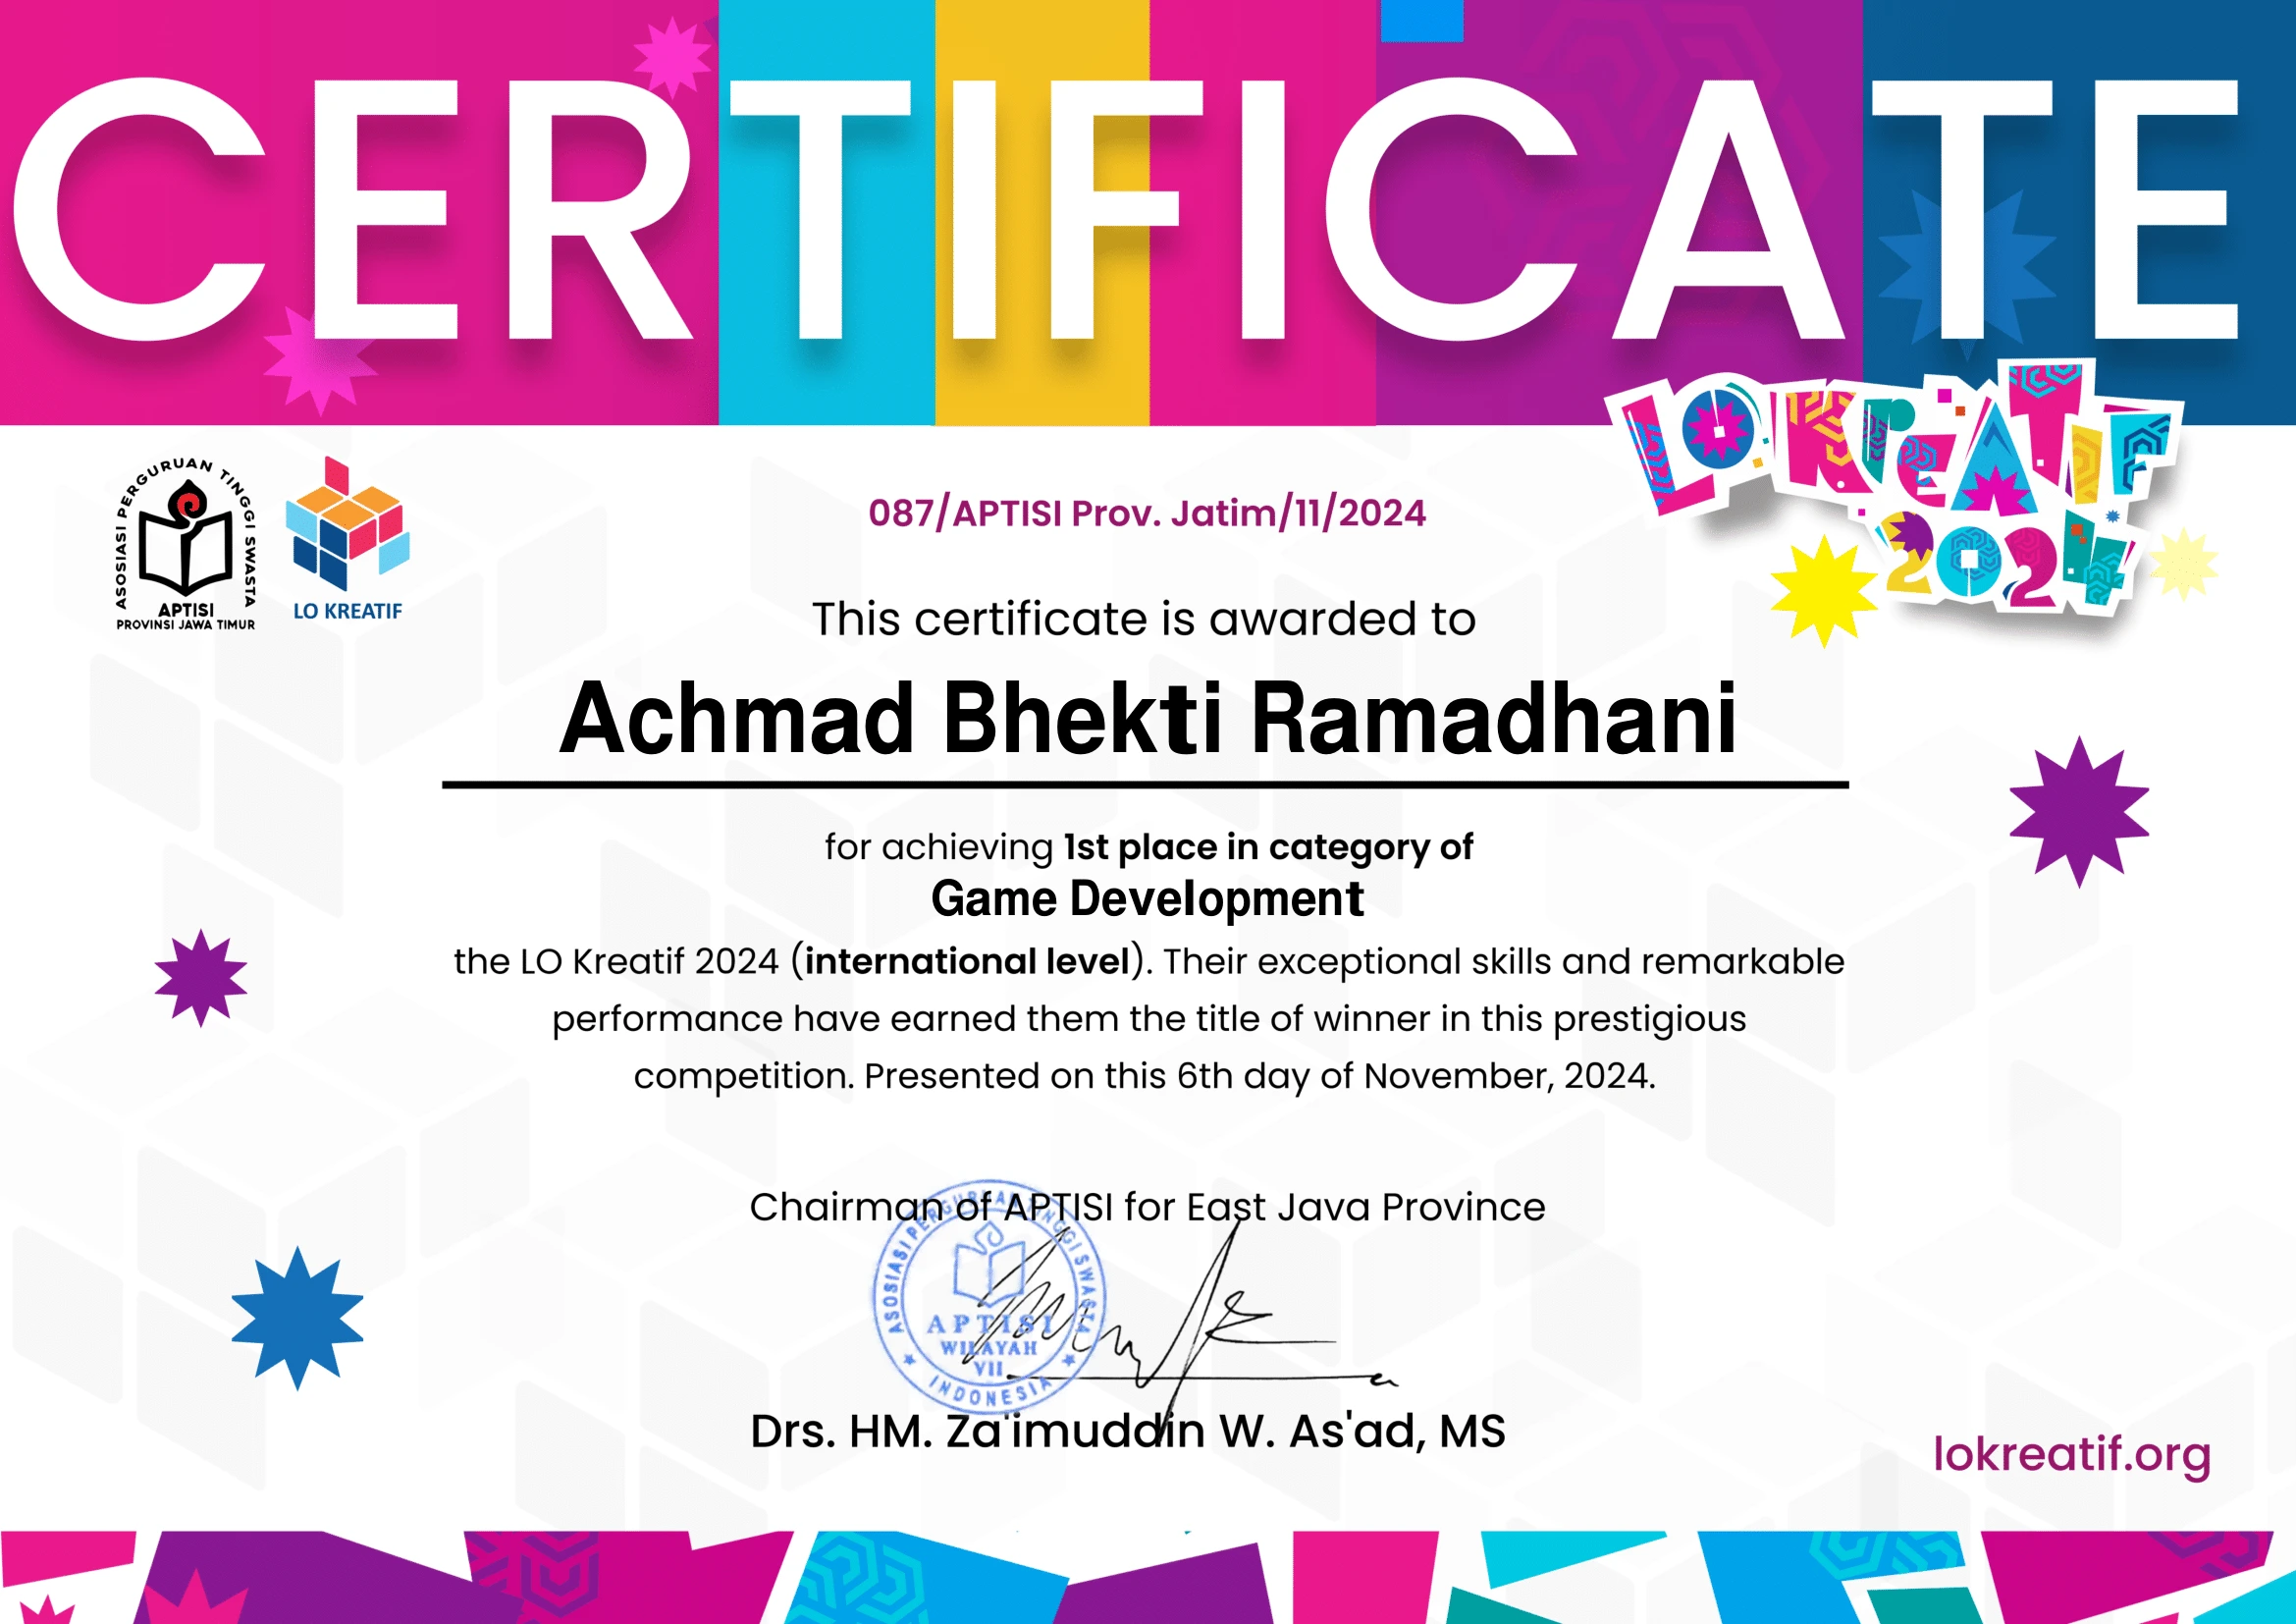 CERTIFICATE
LO KREATIF
2024
ASOSIASI PERGURUAN TINGGI SWASTA
APTISI
PROVINSI JAWA TIMUR
LO KREATIF
087/APTISI Prov. Jatim/11/2024
This certificate is awarded to
Achmad Bhekti Ramadhani
for achieving 1st place in category of
Game Development
the LO Kreatif 2024 (international level). Their exceptional skills and remarkable
performance have earned them the title of winner in this prestigious
competition. Presented on this 6th day of November, 2024.
Chairman of APTISI for East Java Province
ASOSIASI PERGURUAN TINGGI SWASTA
APTISI
WILAYAH
VII
INDONESIA
Drs. HM. Za'imuddin W. As'ad, MS
lokreatif.org